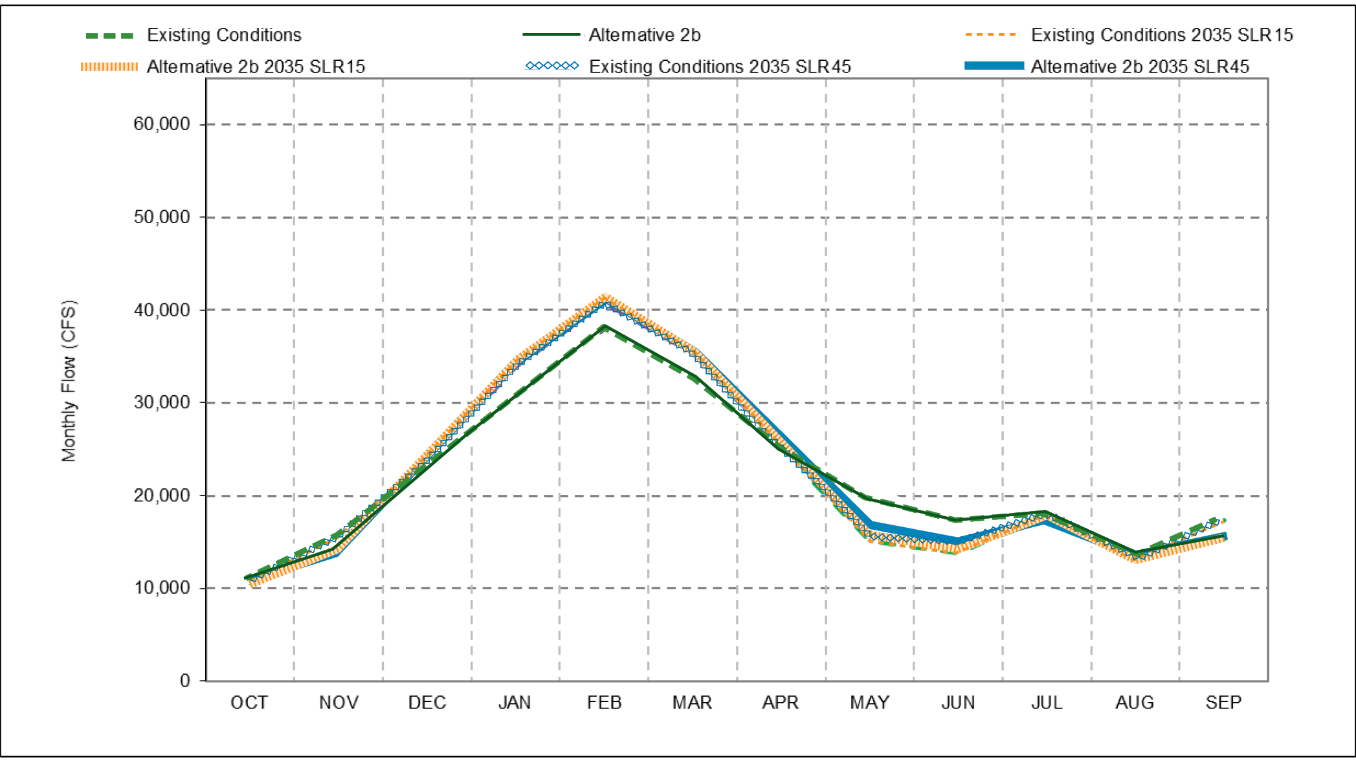 Existing Conditions
Alternative 2b
Existing Conditions 2035 SLR15
Alternative 2b 2035 SLR15
Existing Conditions 2035 SLR45
Alternative 2b 2035 SLR45
Monthly Flow (CFS)
60,000
50,000
40,000
30,000
20,000
10,000
0
OCT NOV DEC JAN FEB MAR APR MAY JUN JUL AUG SEP